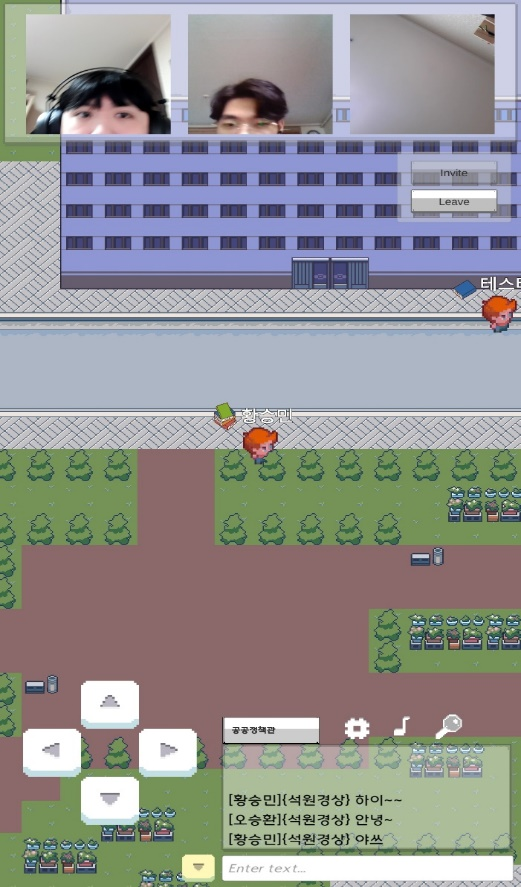 Invite
Leave
테스트
황승민
공공정책관
[황승민]{석원경상} 하이~~
[오승환]{석원경상} 안녕~
[황승민]{석원경상} 야쓰
Enter text...